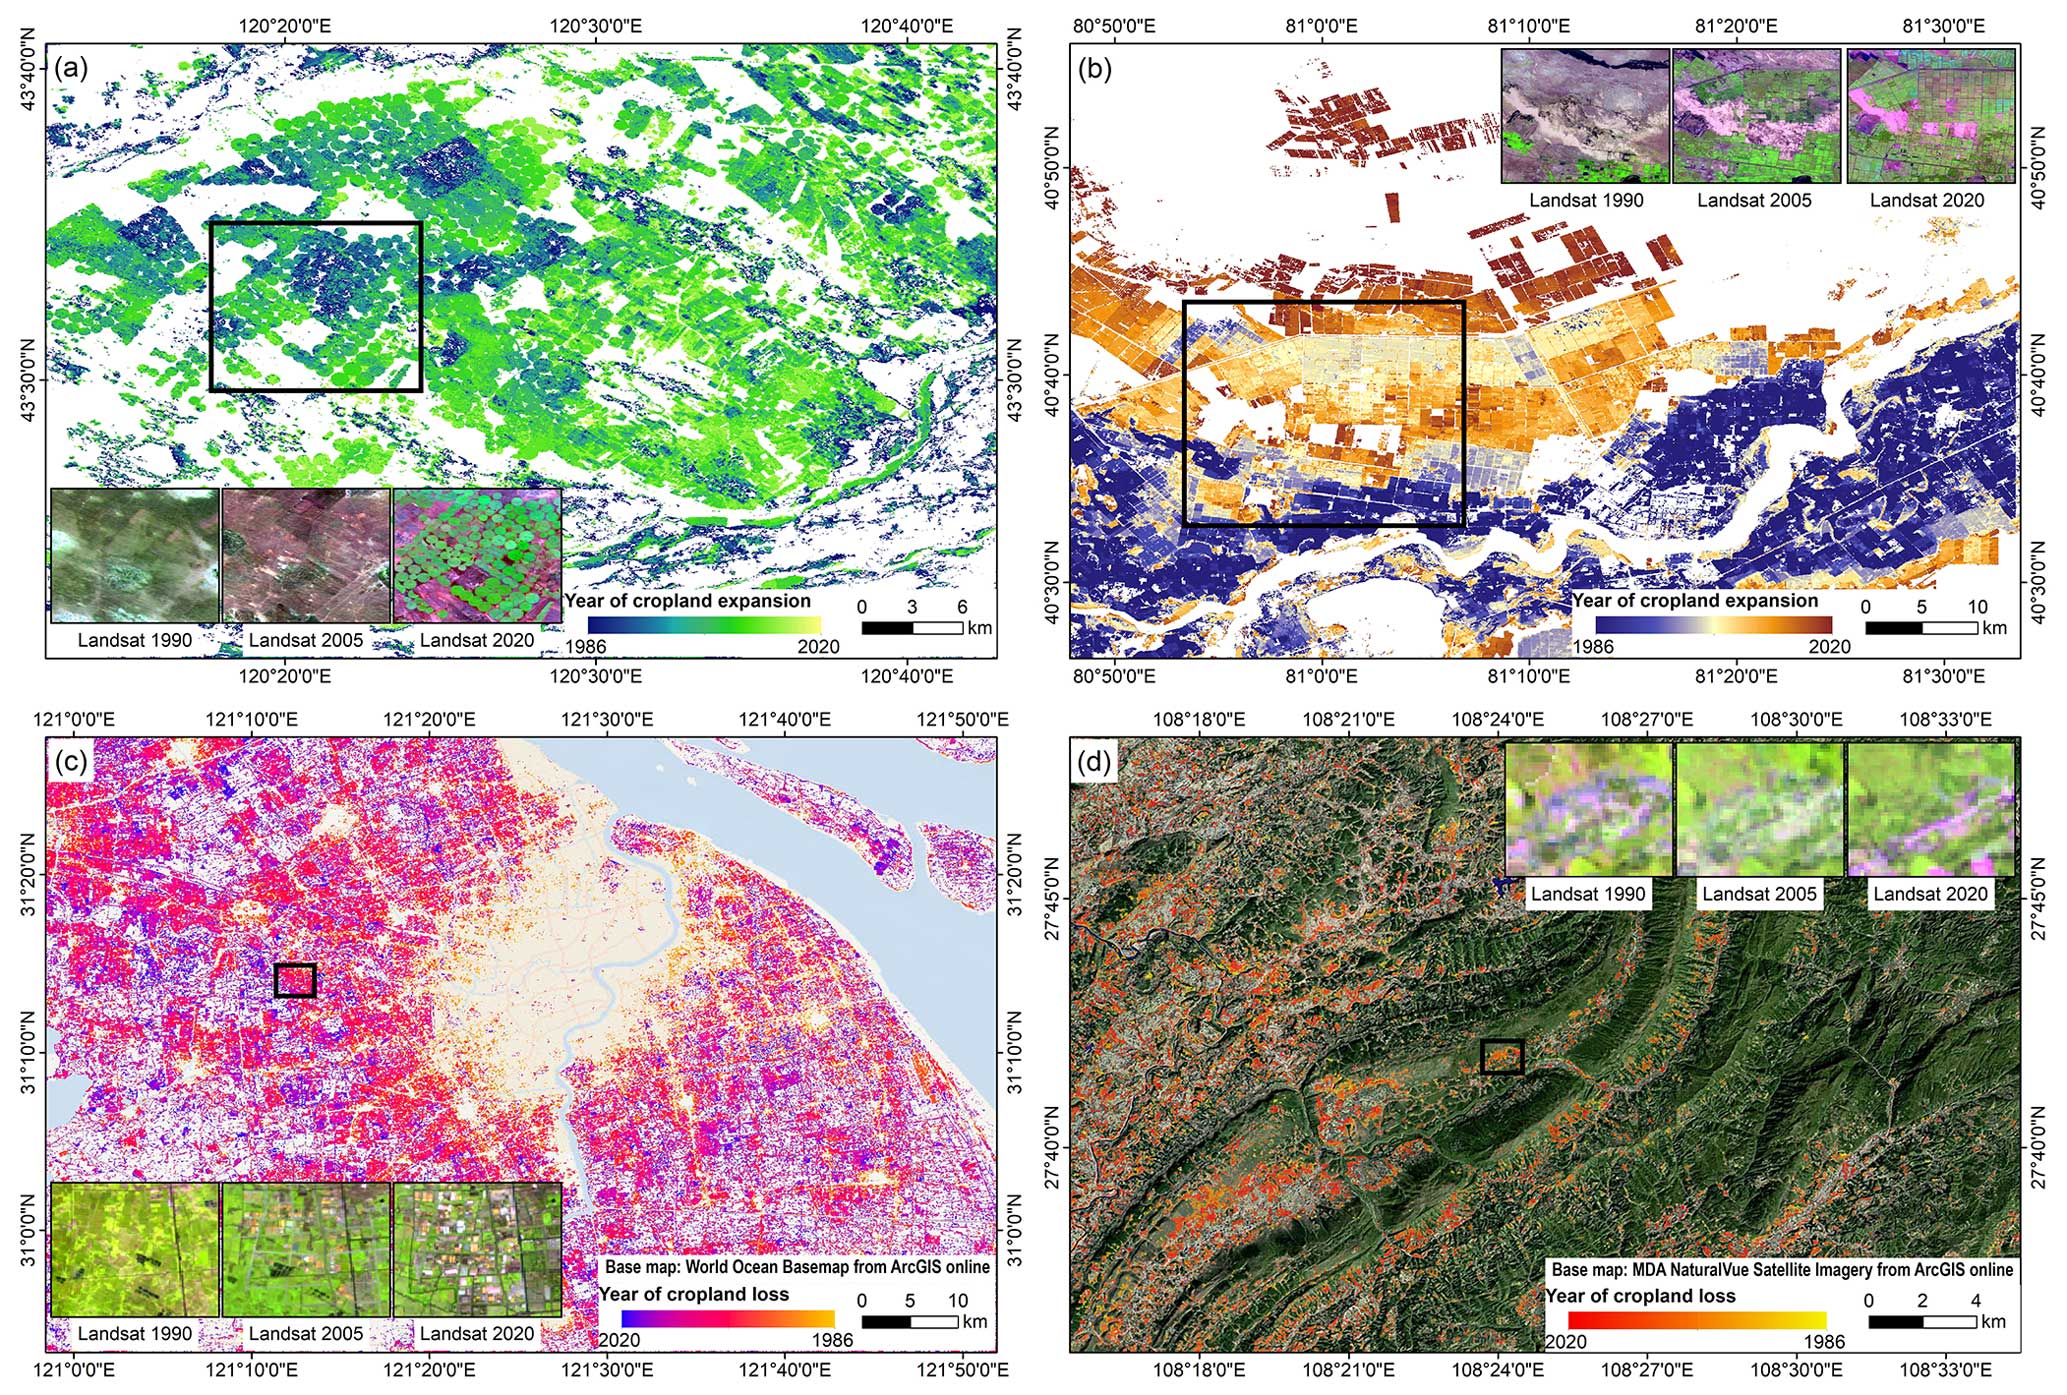 120°20'0"E 120°30'0"E 120°40'0"E
(a)
43°40'0"N
43°30'0"N
43°40'0"N
43°30'0"N
Landsat 1990
Landsat 2005
Landsat 2020
Year of cropland expansion
1986 2020
0 3 6
km
120°20'0"E 120°30'0"E 120°40'0"E
80°50'0"E 81°0'0"E 81°10'0"E 81°20'0"E 81°30'0"E
(b)
Landsat 1990
Landsat 2005
Landsat 2020
40°50'0"N
40°40'0"N
40°30'0"N
40°50'0"N
40°40'0"N
40°30'0"N
Year of cropland expansion
1986 2020
0 5 10
km
80°50'0"E 81°0'0"E 81°10'0"E 81°20'0"E 81°30'0"E
121°0'0"E 121°10'0"E 121°20'0"E 121°30'0"E 121°40'0"E 121°50'0"E
(c)
31°20'0"N
31°10'0"N
31°0'0"N
31°20'0"N
31°10'0"N
31°0'0"N
Landsat 1990
Landsat 2005
Landsat 2020
Base map: World Ocean Basemap from ArcGIS online
Year of cropland loss
2020 1986
0 5 10
km
121°0'0"E 121°10'0"E 121°20'0"E 121°30'0"E 121°40'0"E 121°50'0"E
108°18'0"E 108°21'0"E 108°24'0"E 108°27'0"E 108°30'0"E 108°33'0"E
(d)
Landsat 1990
Landsat 2005
Landsat 2020
27°45'0"N
27°40'0"N
27°45'0"N
27°40'0"N
Base map: MDA NaturalVue Satellite Imagery from ArcGIS online
Year of cropland loss
2020 1986
0 2 4
km
108°18'0"E 108°21'0"E 108°24'0"E 108°27'0"E 108°30'0"E 108°33'0"E